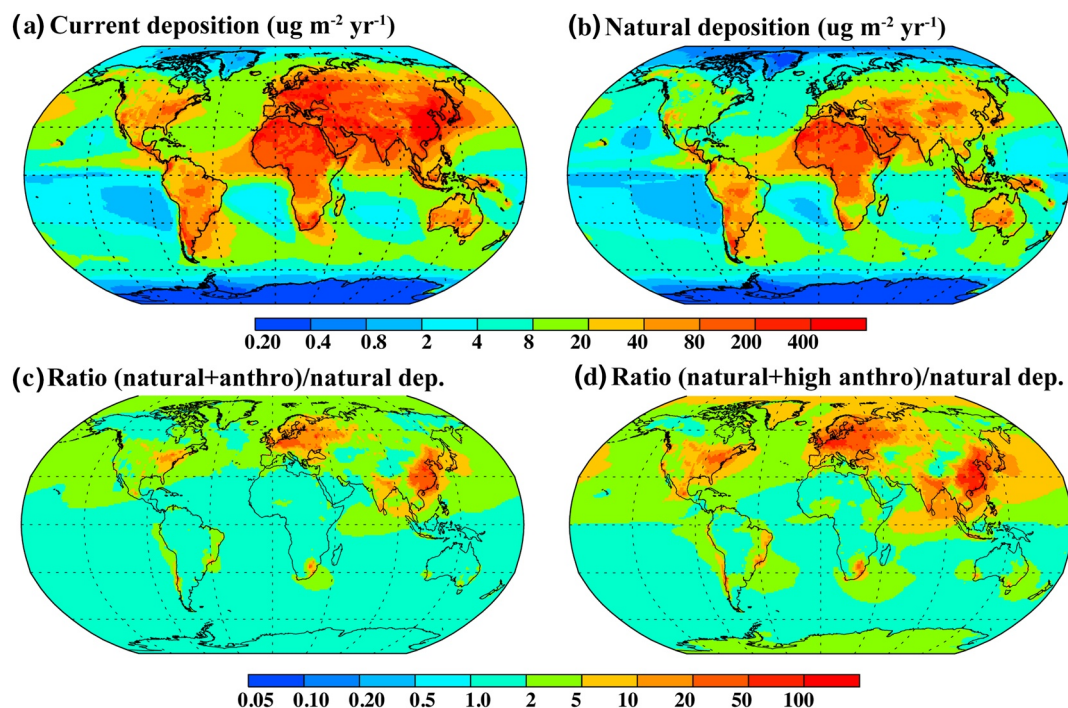 (a) Current deposition (ug m-2 yr-1)
(b) Natural deposition (ug m-2 yr-1)
0.20 0.4 0.8 2 4 8 20 40 80 200 400
(c) Ratio (natural+anthro)/natural dep.
(d) Ratio (natural+high anthro)/natural dep.
0.05 0.10 0.20 0.5 1.0 2 5 10 20 50 100